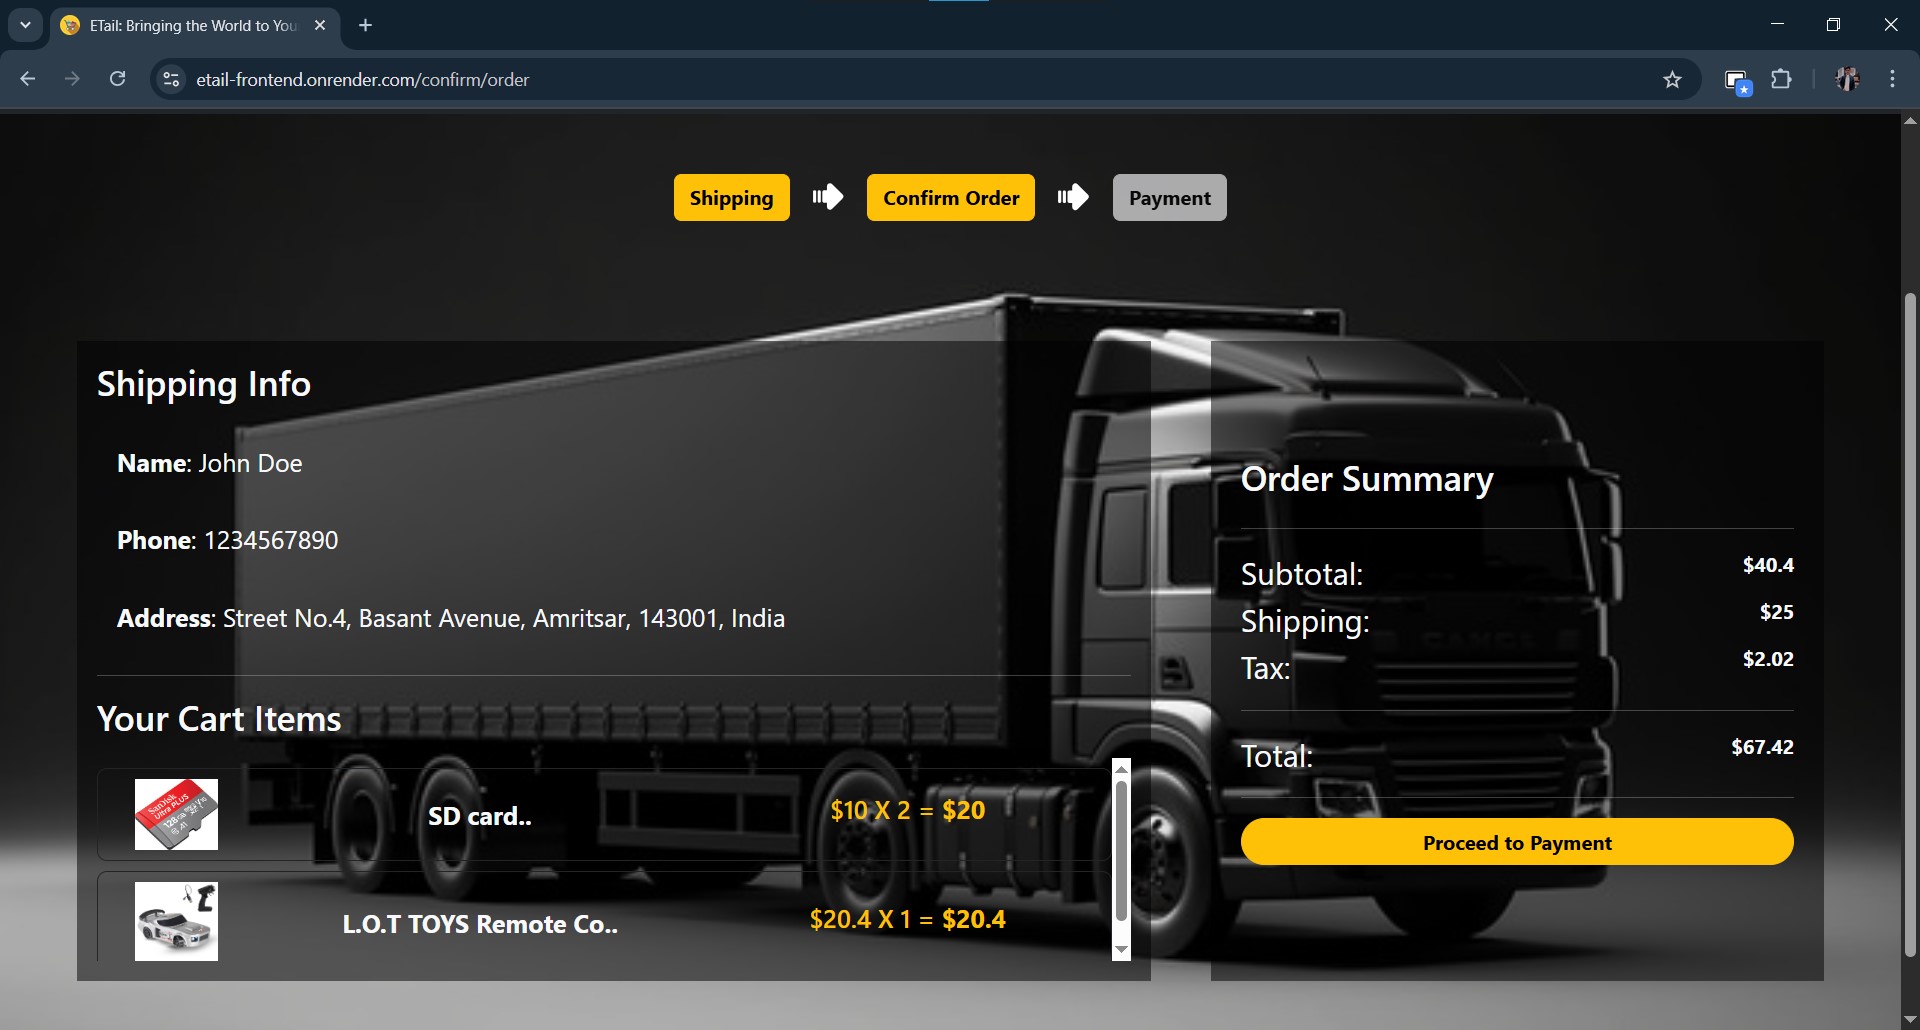 ETail: Bringing the World to You
etail-frontend.onrender.com/confirm/order
Shipping
Confirm Order
Payment
Shipping Info
Name: John Doe
Phone: 1234567890
Address: Street No.4, Basant Avenue, Amritsar, 143001, India
Your Cart Items
SanDisk
Ultra PLUS
128GB
SD card..
$10 X 2 = $20
L.O.T TOYS Remote Co..
$20.4 X 1 = $20.4
Order Summary
Subtotal:
$40.4
Shipping:
$25
Tax:
$2.02
Total:
$67.42
Proceed to Payment